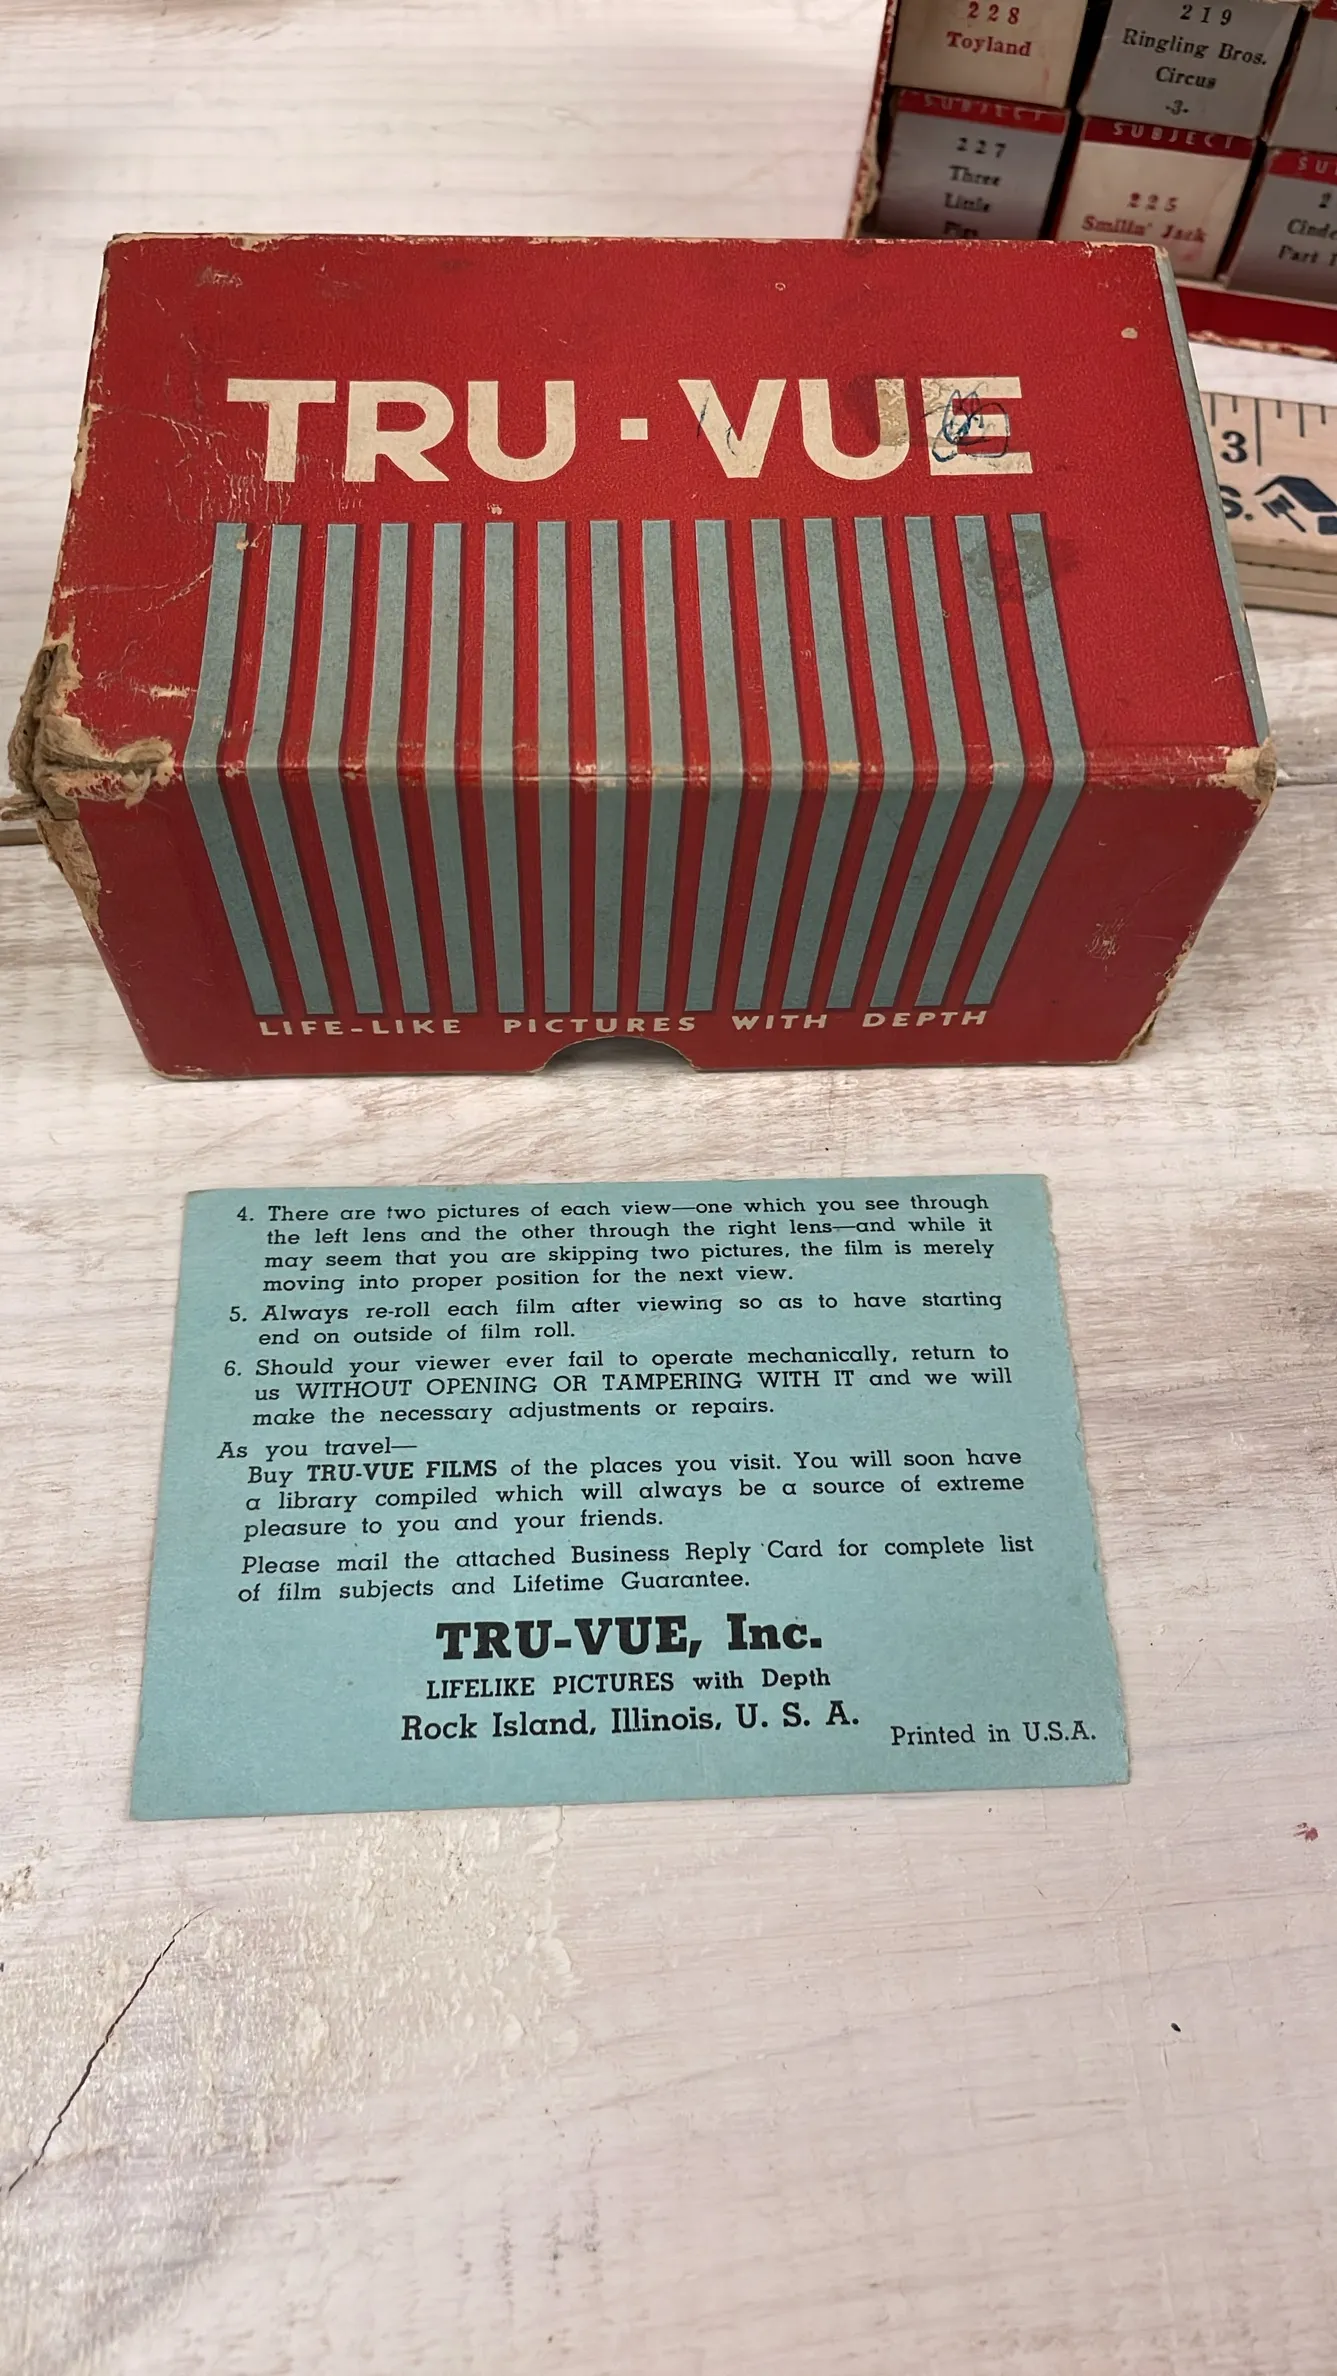 228
Toyland
219
Ringling Bros.
Circus
-3-
SUBJECT
227
Three
Little
Pigs
SUBJECT
225
Smilin' Jack
Part
3
S.
TRU·VUE
LIFE-LIKE PICTURES WITH DEPTH
4. There are two pictures of each view—one which you see through
the left lens and the other through the right lens—and while it
may seem that you are skipping two pictures, the film is merely
moving into proper position for the next view.
5. Always re-roll each film after viewing so as to have starting
end on outside of film roll.
6. Should your viewer ever fail to operate mechanically, return to
us WITHOUT OPENING OR TAMPERING WITH IT and we will
make the necessary adjustments or repairs.
As you travel—
Buy TRU-VUE FILMS of the places you visit. You will soon have
a library compiled which will always be a source of extreme
pleasure to you and your friends.
Please mail the attached Business Reply Card for complete list
of film subjects and Lifetime Guarantee.
TRU-VUE, Inc.
LIFELIKE PICTURES with Depth
Rock Island, Illinois, U. S. A.
Printed in U.S.A.